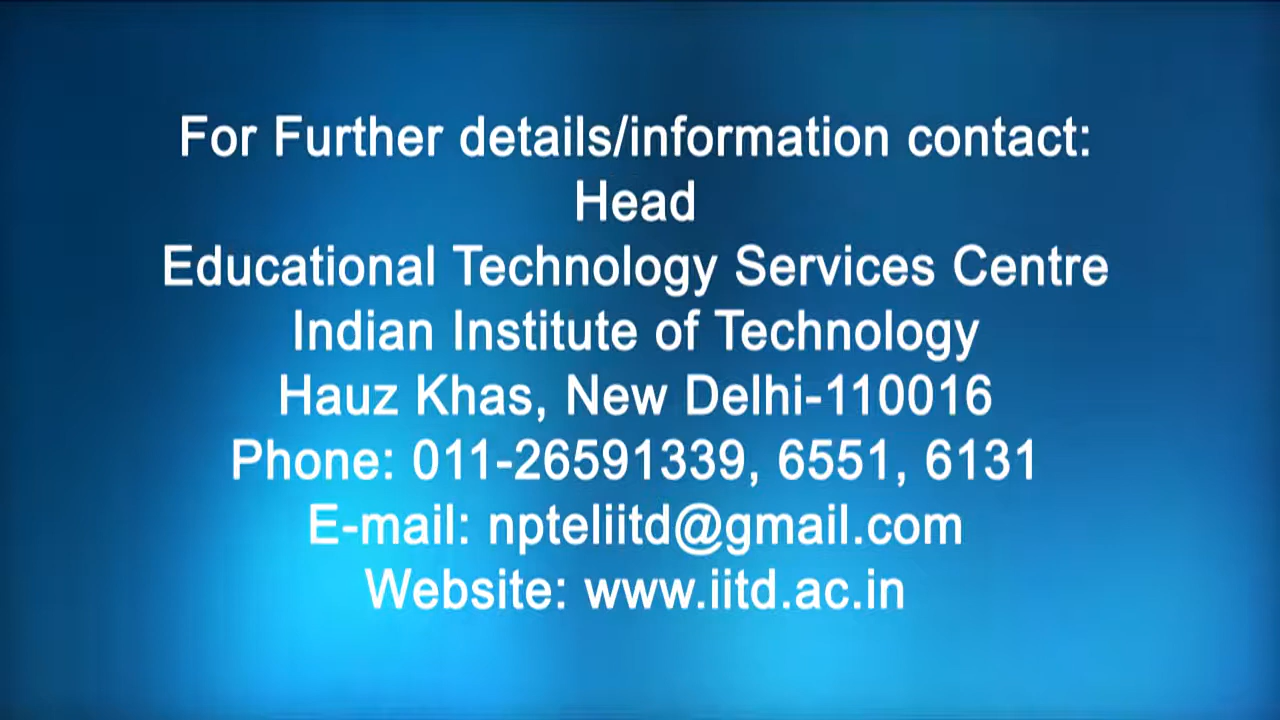 For Further details/information contact:
Head
Educational Technology Services Centre
Indian Institute of Technology
Hauz Khas, New Delhi-110016
Phone: 011-26591339, 6551, 6131
E-mail: npteliitd@gmail.com
Website: www.iitd.ac.in